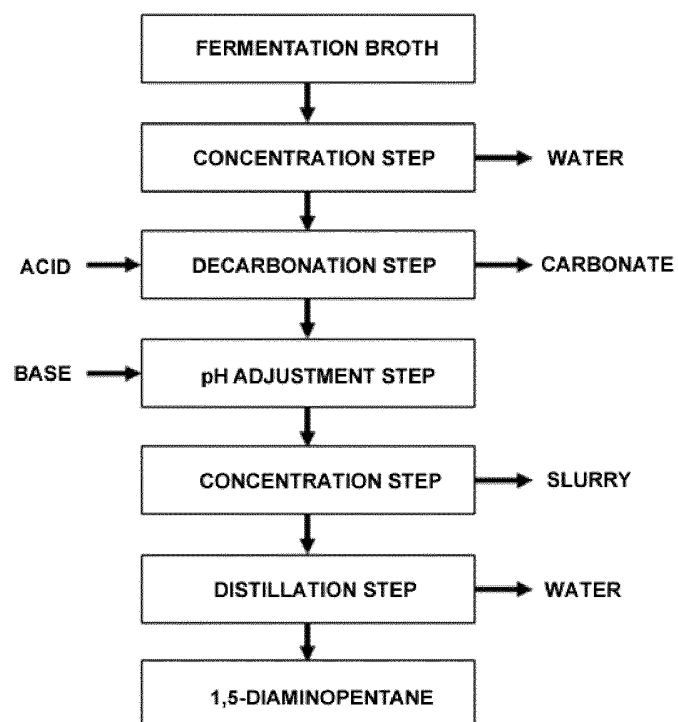 FERMENTATION BROTH
CONCENTRATION STEP
WATER
ACID
DECARBONATION STEP
CARBONATE
BASE
pH ADJUSTMENT STEP
CONCENTRATION STEP
SLURRY
DISTILLATION STEP
WATER
1,5-DIAMINOPENTANE